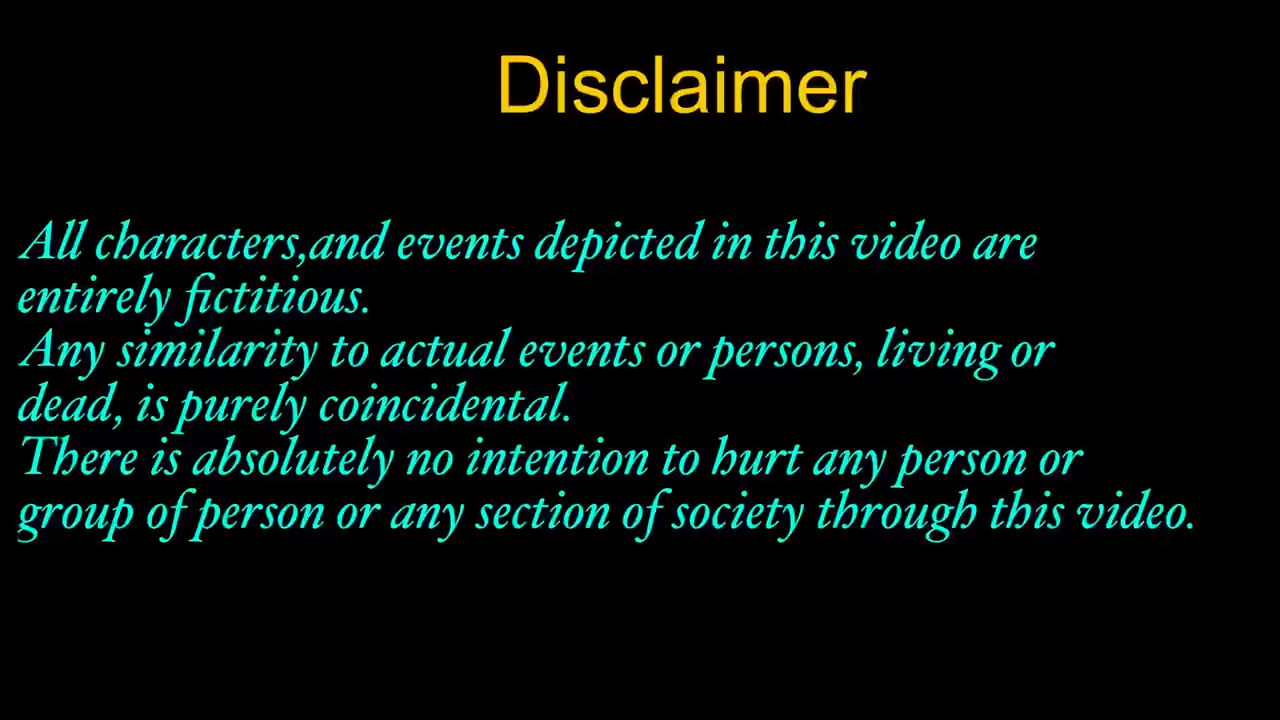 Disclaimer
All characters,and events depicted in this video are
entirely fictitious.
Any similarity to actual events or persons, living or
dead, is purely coincidental.
There is absolutely no intention to hurt any person or
group of person or any section of society through this video.